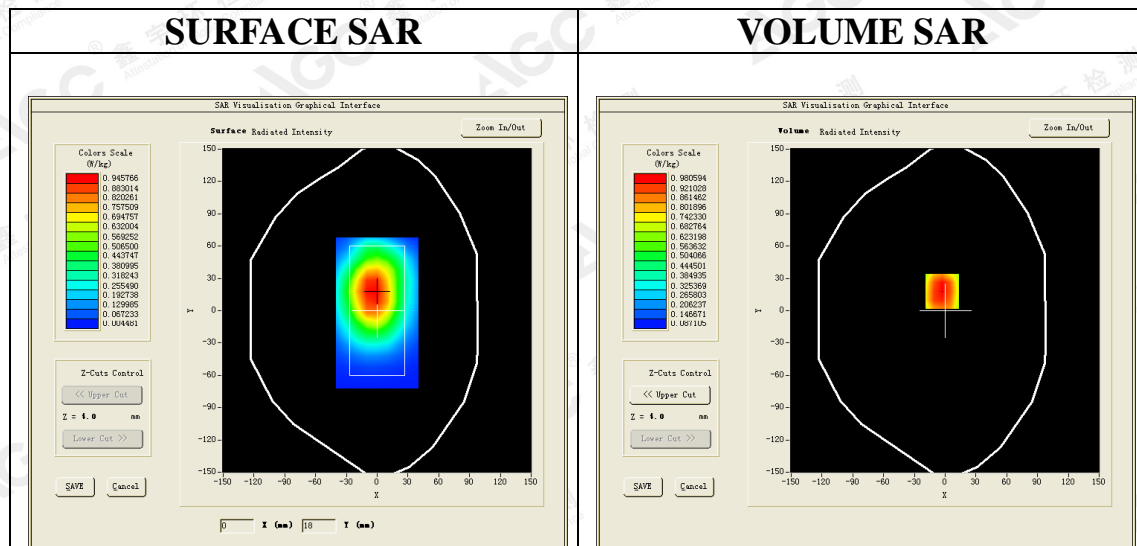 SURFACE SAR
VOLUME SAR
SAR Visualisation Graphical Interface
Surface Radiated Intensity
Zoom In/Out
Colors Scale
(W/kg)
0.945766
0.883014
0.820261
0.757509
0.694757
0.632004
0.569252
0.506500
0.443747
0.380995
0.318243
0.255490
0.192738
0.129985
0.067233
0.004481
Z-Cuts Control
<< Upper Cut
Z = 4.0 mm
Lower Cut >>
SAVE
Cancel
150
120
90
60
30
0
-30
-60
-90
-120
-150
Y
-150 -120 -90 -60 -30 0 30 60 90 120 150
X
0 X (mm) 18 Y (mm)
SAR Visualisation Graphical Interface
Volume Radiated Intensity
Zoom In/Out
Colors Scale
(W/kg)
0.980594
0.921028
0.861462
0.801896
0.742330
0.682764
0.623198
0.563632
0.504066
0.444501
0.384935
0.325369
0.265803
0.206237
0.146671
0.087105
Z-Cuts Control
<< Upper Cut
Z = 4.0 mm
Lower Cut >>
SAVE
Cancel
150
120
90
60
30
0
-30
-60
-90
-120
-150
Y
-150 -120 -90 -60 -30 0 30 60 90 120 150
X